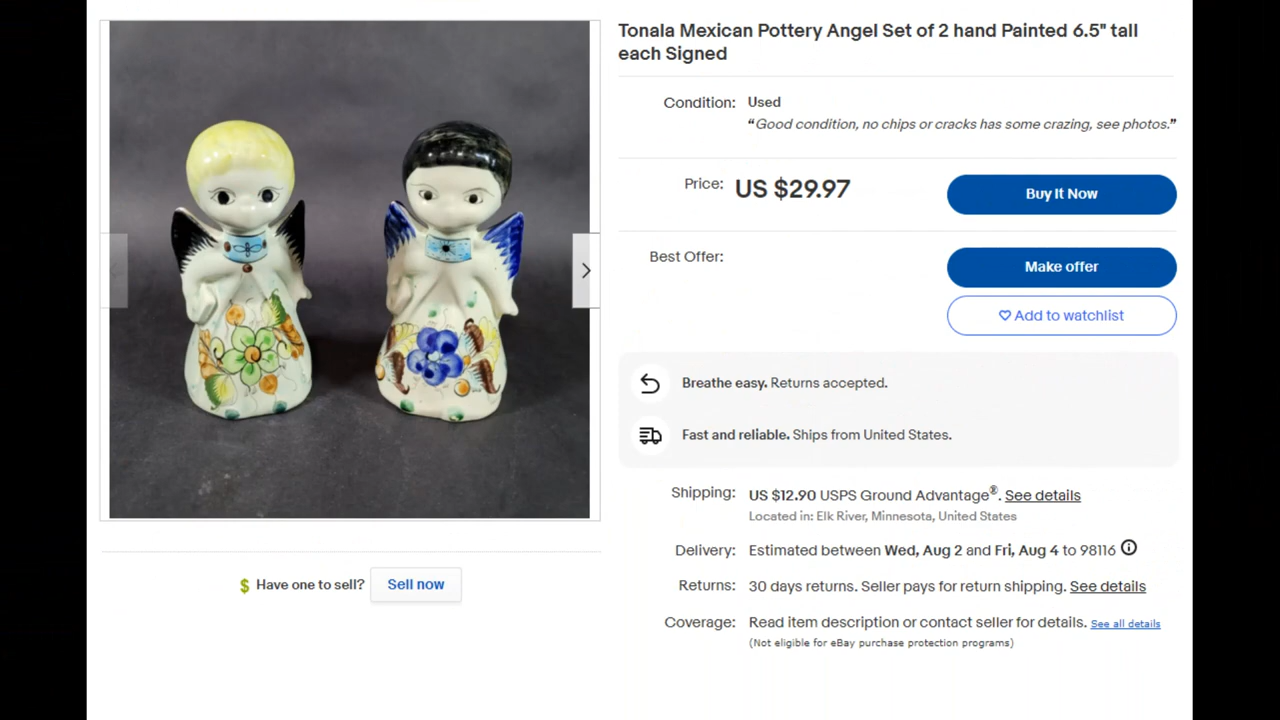 Tonala Mexican Pottery Angel Set of 2 hand Painted 6.5" tall
each Signed
Condition: Used
“Good condition, no chips or cracks has some crazing, see photos.”
Price: US $29.97
Buy It Now
Best Offer:
Make offer
Add to watchlist
Breathe easy. Returns accepted.
Fast and reliable. Ships from United States.
Shipping: US $12.90 USPS Ground Advantage®. See details
Located in: Elk River, Minnesota, United States
Delivery: Estimated between Wed, Aug 2 and Fri, Aug 4 to 98116
Returns: 30 days returns. Seller pays for return shipping. See details
Coverage: Read item description or contact seller for details. See all details
(Not eligible for eBay purchase protection programs)
$ Have one to sell? Sell now